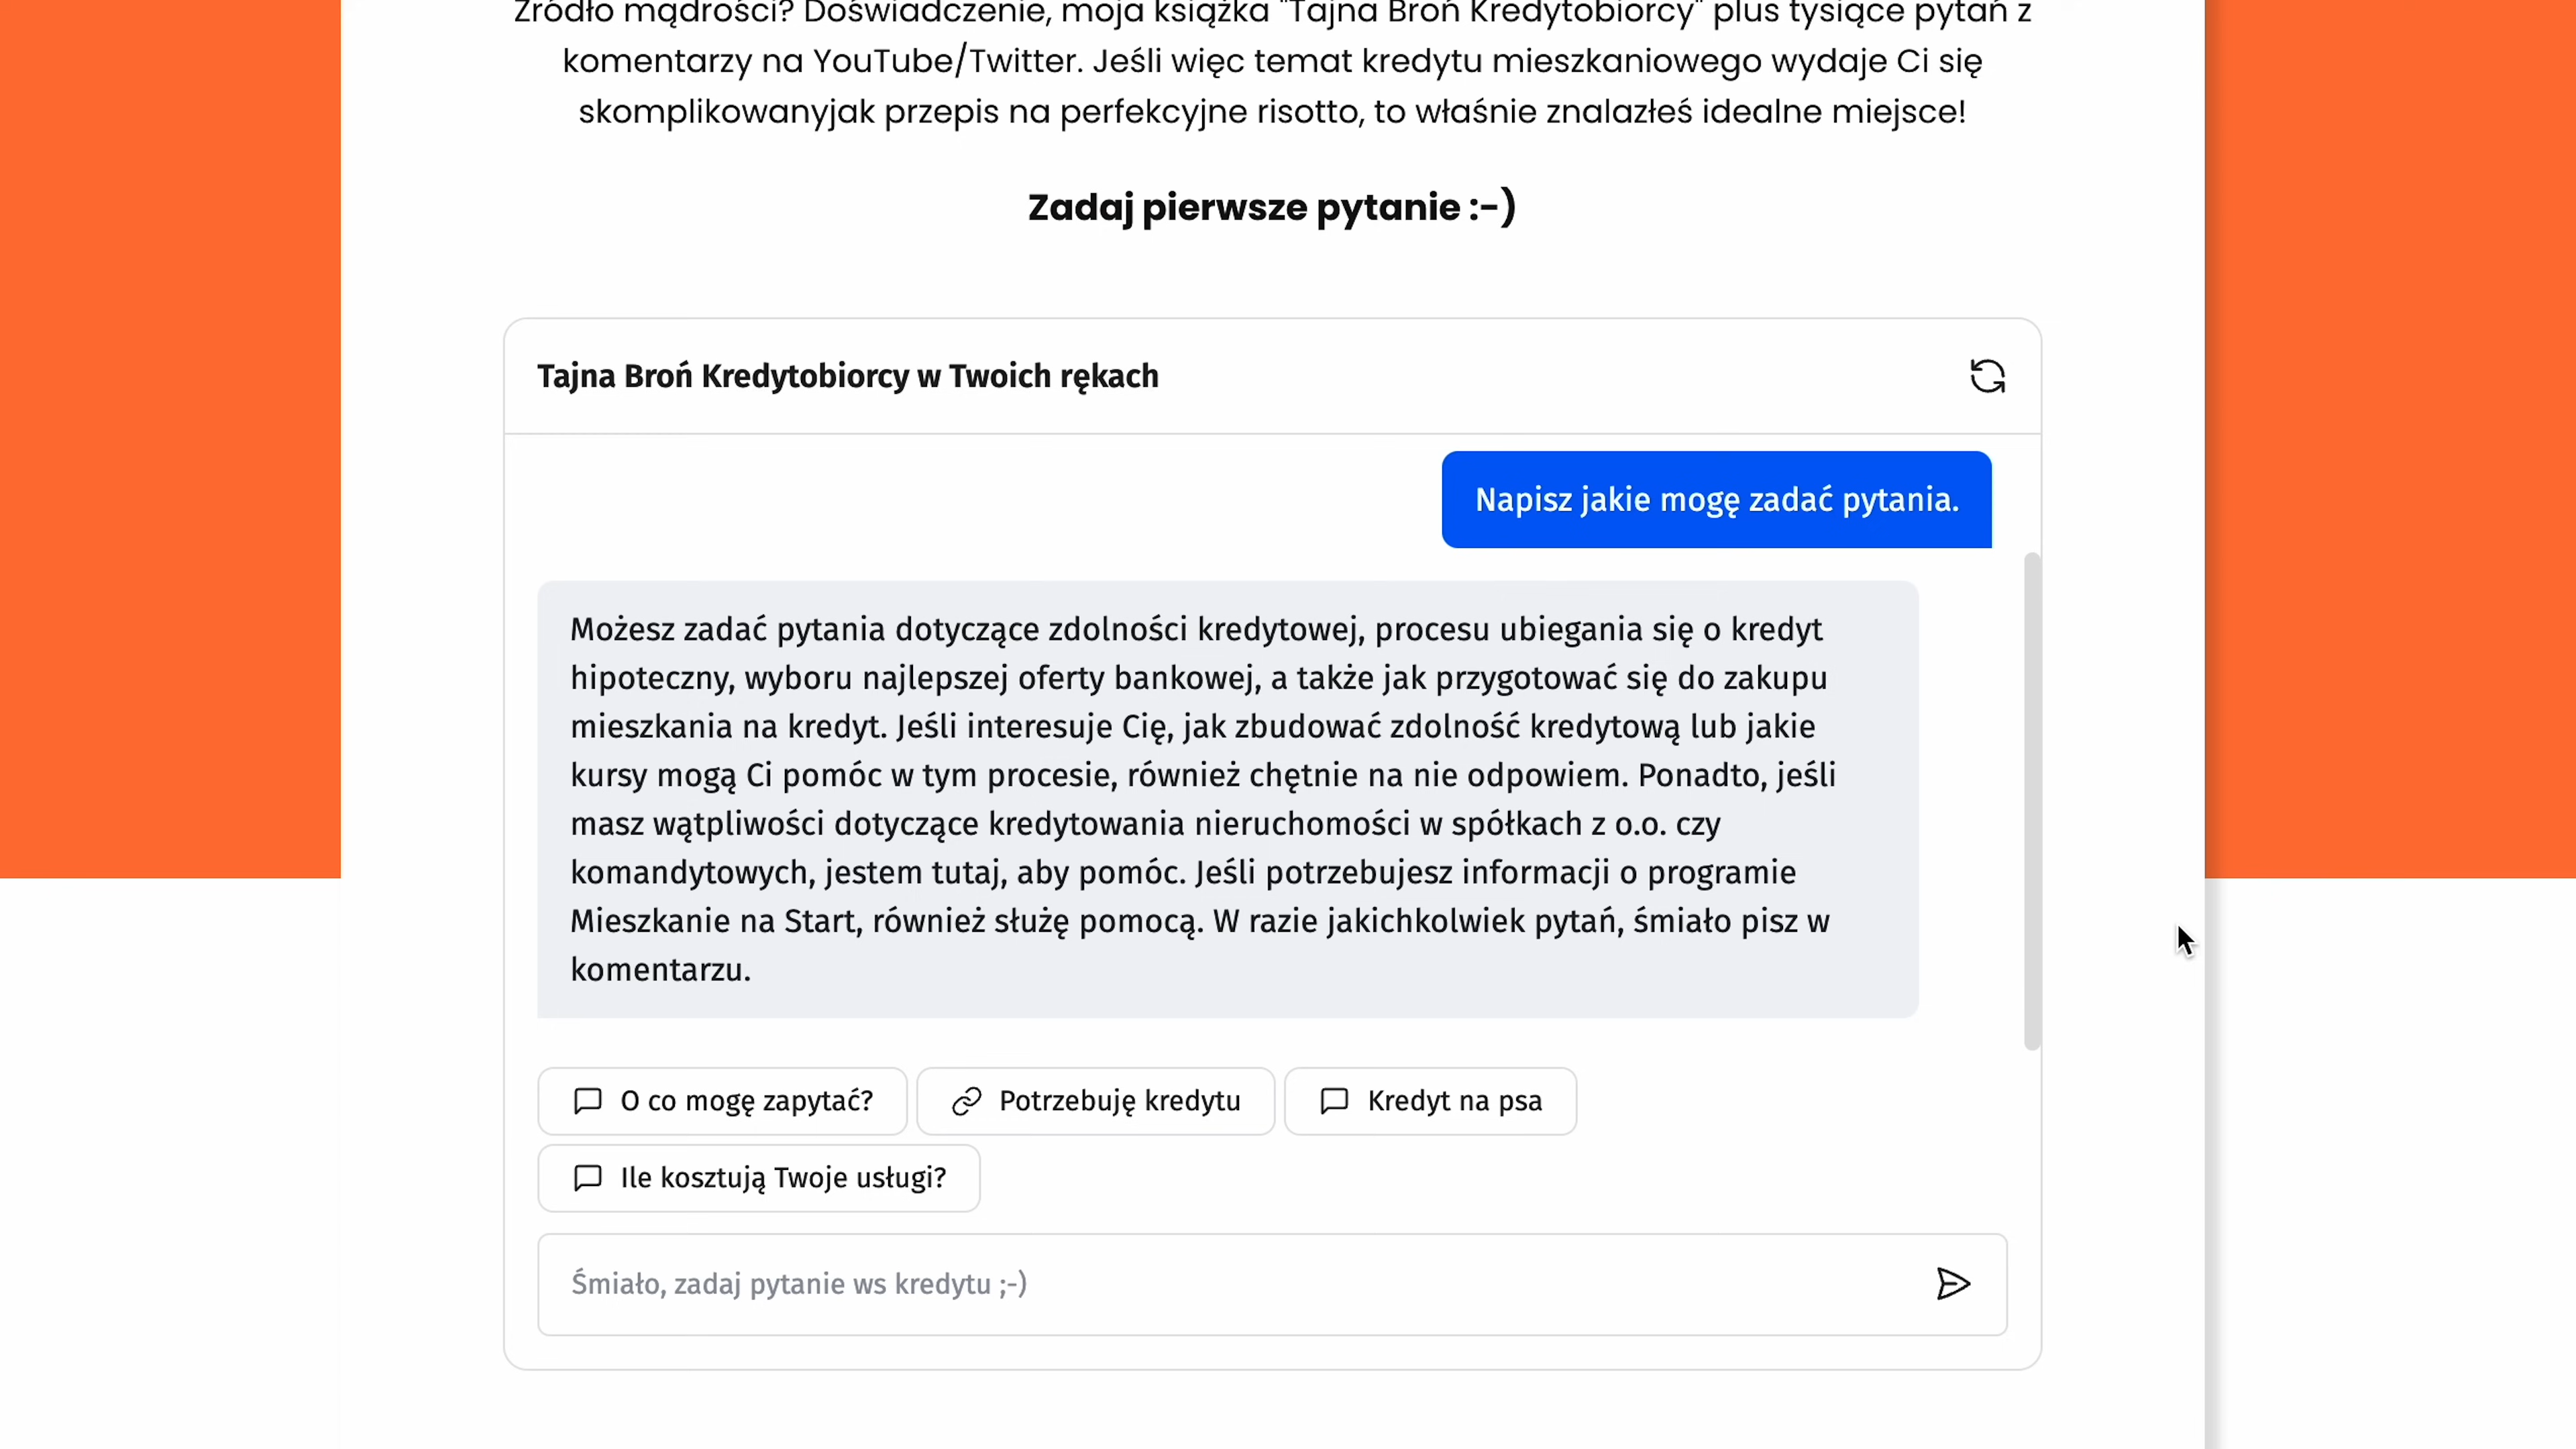 Źródło mądrości? Doświadczenie, moja książka "Tajna Broń Kredytobiorcy" plus tysiące pytań z
komentarzy na YouTube/Twitter. Jeśli więc temat kredytu mieszkaniowego wydaje Ci się
skomplikowanyjak przepis na perfekcyjne risotto, to właśnie znalazłeś idealne miejsce!
Zadaj pierwsze pytanie :-)
Tajna Broń Kredytobiorcy w Twoich rękach
Napisz jakie mogę zadać pytania.
Możesz zadać pytania dotyczące zdolności kredytowej, procesu ubiegania się o kredyt
hipoteczny, wyboru najlepszej oferty bankowej, a także jak przygotować się do zakupu
mieszkania na kredyt. Jeśli interesuje Cię, jak zbudować zdolność kredytową lub jakie
kursy mogą Ci pomóc w tym procesie, również chętnie na nie odpowiem. Ponadto, jeśli
masz wątpliwości dotyczące kredytowania nieruchomości w spółkach z o.o. czy
komandytowych, jestem tutaj, aby pomóc. Jeśli potrzebujesz informacji o programie
Mieszkanie na Start, również służę pomocą. W razie jakichkolwiek pytań, śmiało pisz w
komentarzu.
O co mogę zapytać?
Potrzebuję kredytu
Kredyt na psa
Ile kosztują Twoje usługi?
Śmiało, zadaj pytanie ws kredytu ;-)